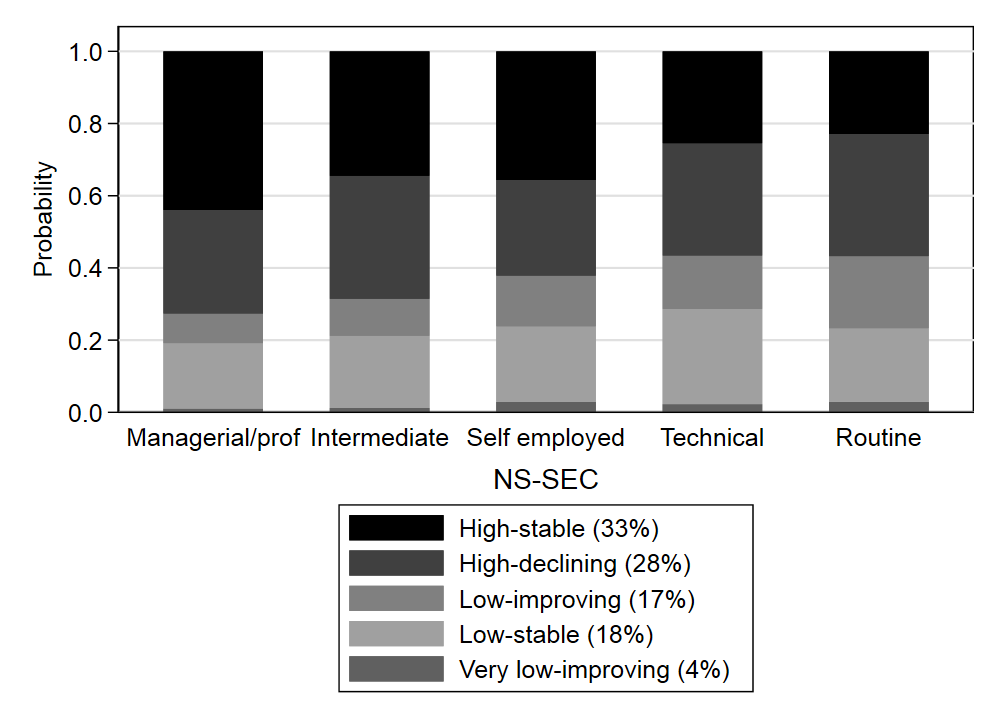 Probability
1.0
0.8
0.6
0.4
0.2
0.0
Managerial/prof Intermediate Self employed Technical Routine
NS-SEC
High-stable (33%)
High-declining (28%)
Low-improving (17%)
Low-stable (18%)
Very low-improving (4%)